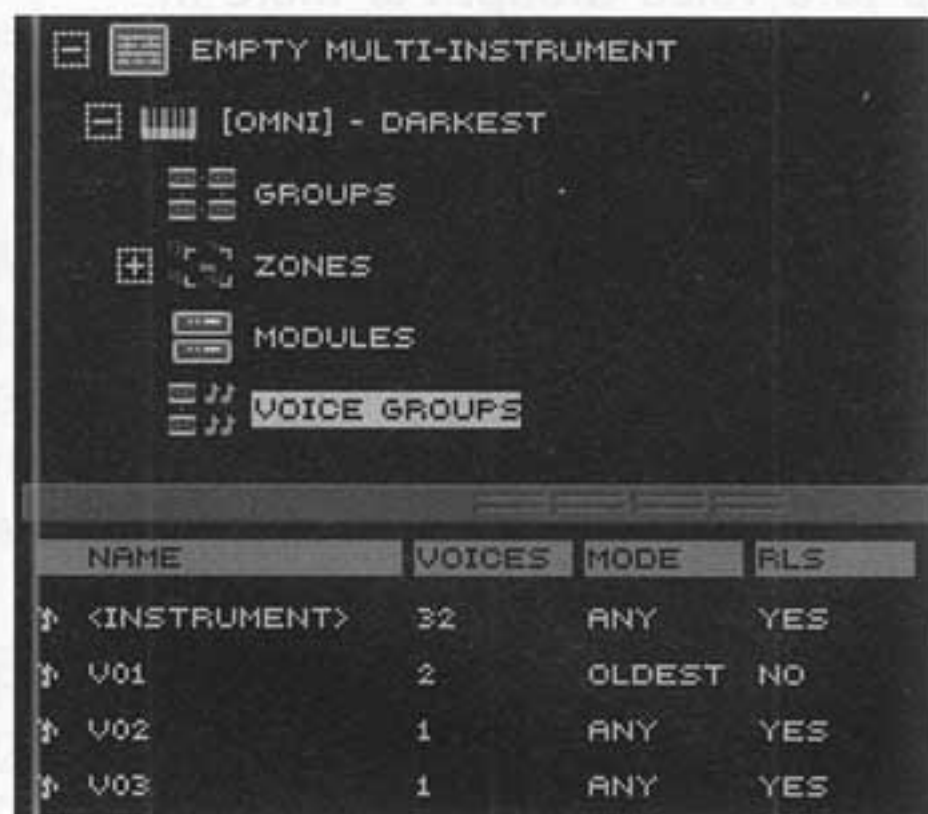 EMPTY MULTI-INSTRUMENT
[OMNI] - DARKEST
GROUPS
ZONES
MODULES
VOICE GROUPS
NAME VOICES MODE RLS
<INSTRUMENT> 32 ANY YES
V01 2 OLDEST NO
V02 1 ANY YES
V03 1 ANY YES